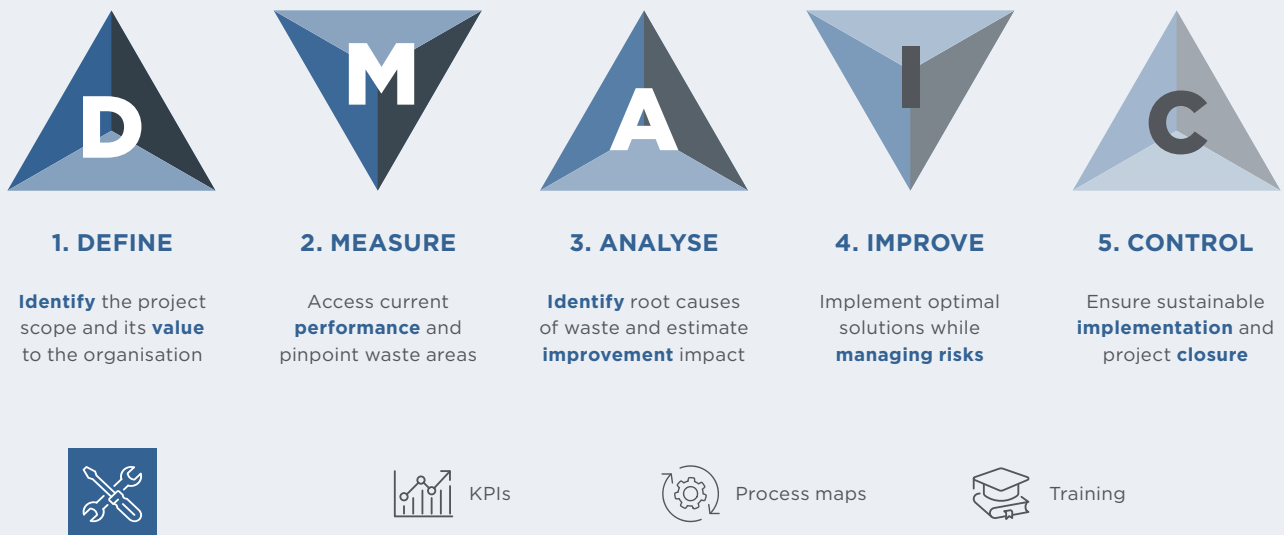 D
M
A
I
C
1. DEFINE
2. MEASURE
3. ANALYSE
4. IMPROVE
5. CONTROL
Identify the project
scope and its value
to the organisation
Access current
performance and
pinpoint waste areas
Identify root causes
of waste and estimate
improvement impact
Implement optimal
solutions while
managing risks
Ensure sustainable
implementation and
project closure
KPIs
Process maps
Training